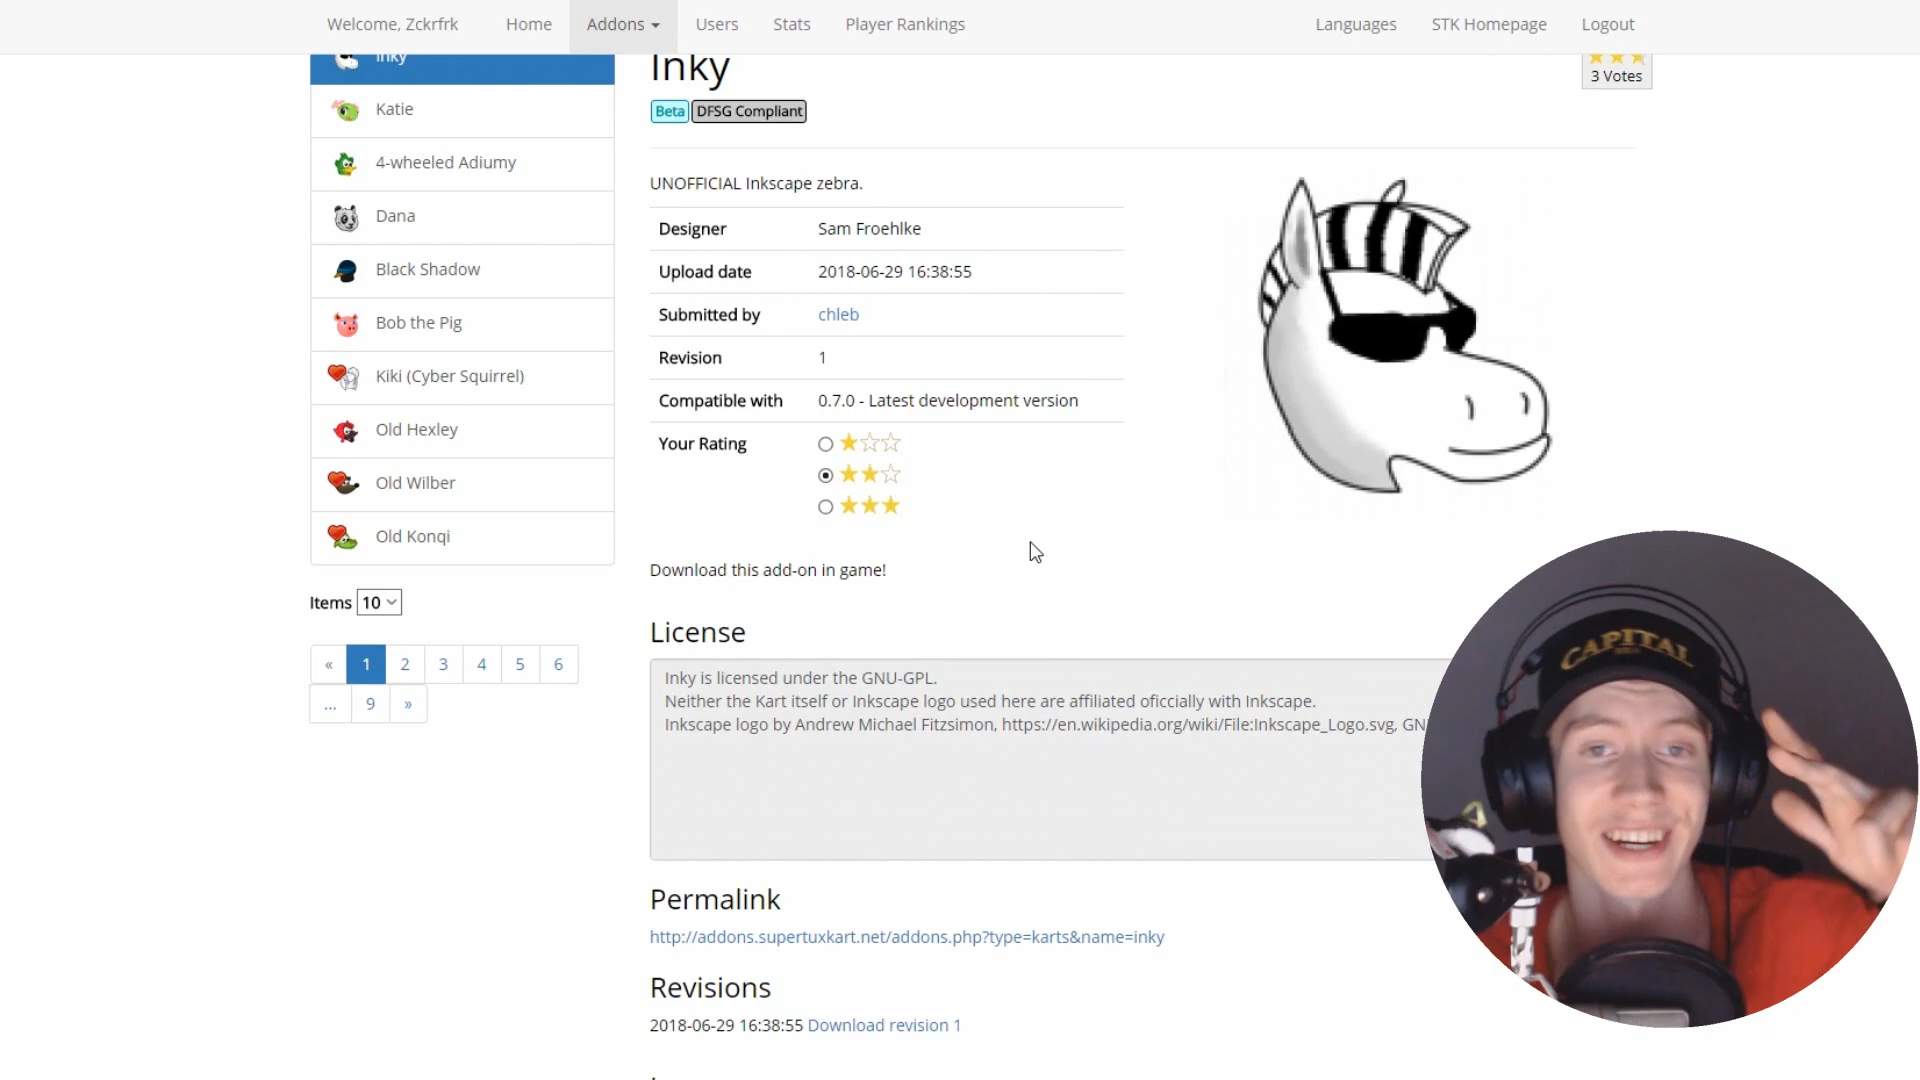 Welcome, Zckrfrk Home Addons Users Stats Player Rankings Languages STK Homepage Logout
Inky
Katie
4-wheeled Adiumy
Dana
Black Shadow
Bob the Pig
Kiki (Cyber Squirrel)
Old Hexley
Old Wilber
Old Konqi
Items 10
« 1 2 3 4 5 6
... 9 »
Inky
3 Votes
Beta DFSG Compliant
UNOFFICIAL Inkscape zebra.
Designer Sam Froehlke
Upload date 2018-06-29 16:38:55
Submitted by chleb
Revision 1
Compatible with 0.7.0 - Latest development version
Your Rating
Download this add-on in game!
License
Inky is licensed under the GNU-GPL.
Neither the Kart itself or Inkscape logo used here are affiliated oficcially with Inkscape.
Inkscape logo by Andrew Michael Fitzsimon, https://en.wikipedia.org/wiki/File:Inkscape_Logo.svg, GN
Permalink
http://addons.supertuxkart.net/addons.php?type=karts&name=inky
Revisions
2018-06-29 16:38:55 Download revision 1
CAPITAL